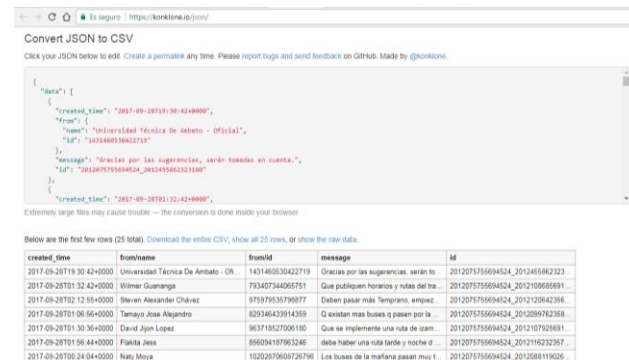 Es seguro | https://konklone.io/json/
Convert JSON to CSV
Click your JSON below to edit. Create a permalink any time. Please report bugs and send feedback on GitHub. Made by @konklone.
{
"data": [
{
"created_time": "2017-09-28T19:30:42+0000",
"from": {
"name": "Universidad Técnica De Ambato - Oficial",
"id": "1431460530422719"
},
"message": "Gracias por las sugerencias, serán tomadas en cuenta.",
"id": "2012075755694524_2012455862323180"
},
{
"created_time": "2017-09-28T01:32:42+0000",
Extremely large files may cause trouble — the conversion is done inside your browser.
Below are the first few rows (25 total). Download the entire CSV, show all 25 rows, or show the raw data.
created_time from/name from/id message id
2017-09-28T19:30:42+0000 Universidad Técnica De Ambato - Ofi... 1431460530422719 Gracias por las sugerencias, serán to... 2012075755694524_2012455862323...
2017-09-28T01:32:42+0000 Wilmer Guananga 793407344065751 Que publiquen horarios y rutas del tra... 2012075755694524_2012108685691...
2017-09-28T02:12:55+0000 Steven Alexander Chávez 975979535798877 Deben pasar más Temprano, empiez... 2012075755694524_2012120642356...
2017-09-28T01:06:56+0000 Tamayo Jose Alejandro 829346433914359 Q existan mas buses q pasen por la ... 2012075755694524_2012099762358...
2017-09-28T01:30:36+0000 David Jijon Lopez 963718527006180 Que se implemente una ruta de izam... 2012075755694524_2012107925691...
2017-09-28T01:56:44+0000 Flakita Jess 856094187863246 debe haber una ruta tarde y noche d... 2012075755694524_2012116232357...
2017-09-28T00:24:04+0000 Naty Moya 10202870608726798 Los buses de la mañana pasan muy t... 2012075755694524_2012088119026...